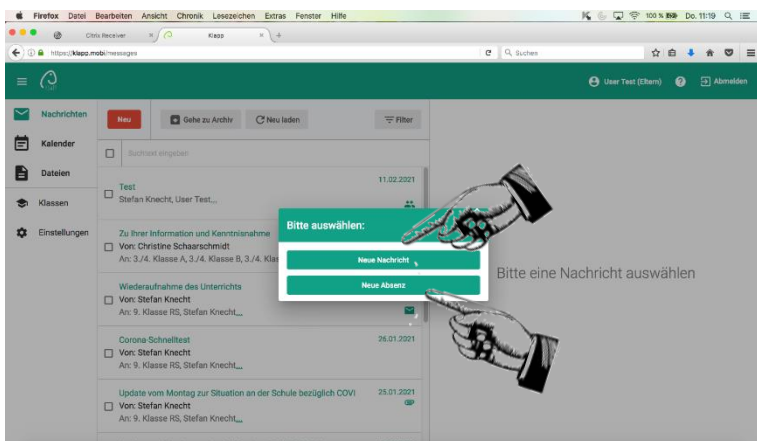 Firefox Datei Bearbeiten Ansicht Chronik Lesezeichen Extras Fenster Hilfe
100 % Do. 11:19
Citrix Receiver Klapp
https://klapp.mobi/messages
Suchen
User Test (Eltern) Abmelden
Nachrichten
Kalender
Dateien
Klassen
Einstellungen
Neu Gehe zu Archiv Neu laden Filter
Suchtext eingeben
Test 11.02.2021
Stefan Knecht, User Test,,,
Zu Ihrer Information und Kenntnisnahme
Von: Christine Schaarschmidt
An: 3./4. Klasse A, 3./4. Klasse B, 3./4. Klas
Wiederaufnahme des Unterrichts
Von: Stefan Knecht
An: 9. Klasse RS, Stefan Knecht,,,
Corona-Schnelltest 26.01.2021
Von: Stefan Knecht
An: 9. Klasse RS, Stefan Knecht,,,
Update vom Montag zur Situation an der Schule bezüglich COVI 25.01.2021
Von: Stefan Knecht
An: 9. Klasse RS, Stefan Knecht,,,
Bitte auswählen:
Neue Nachricht
Neue Absenz
Bitte eine Nachricht auswählen